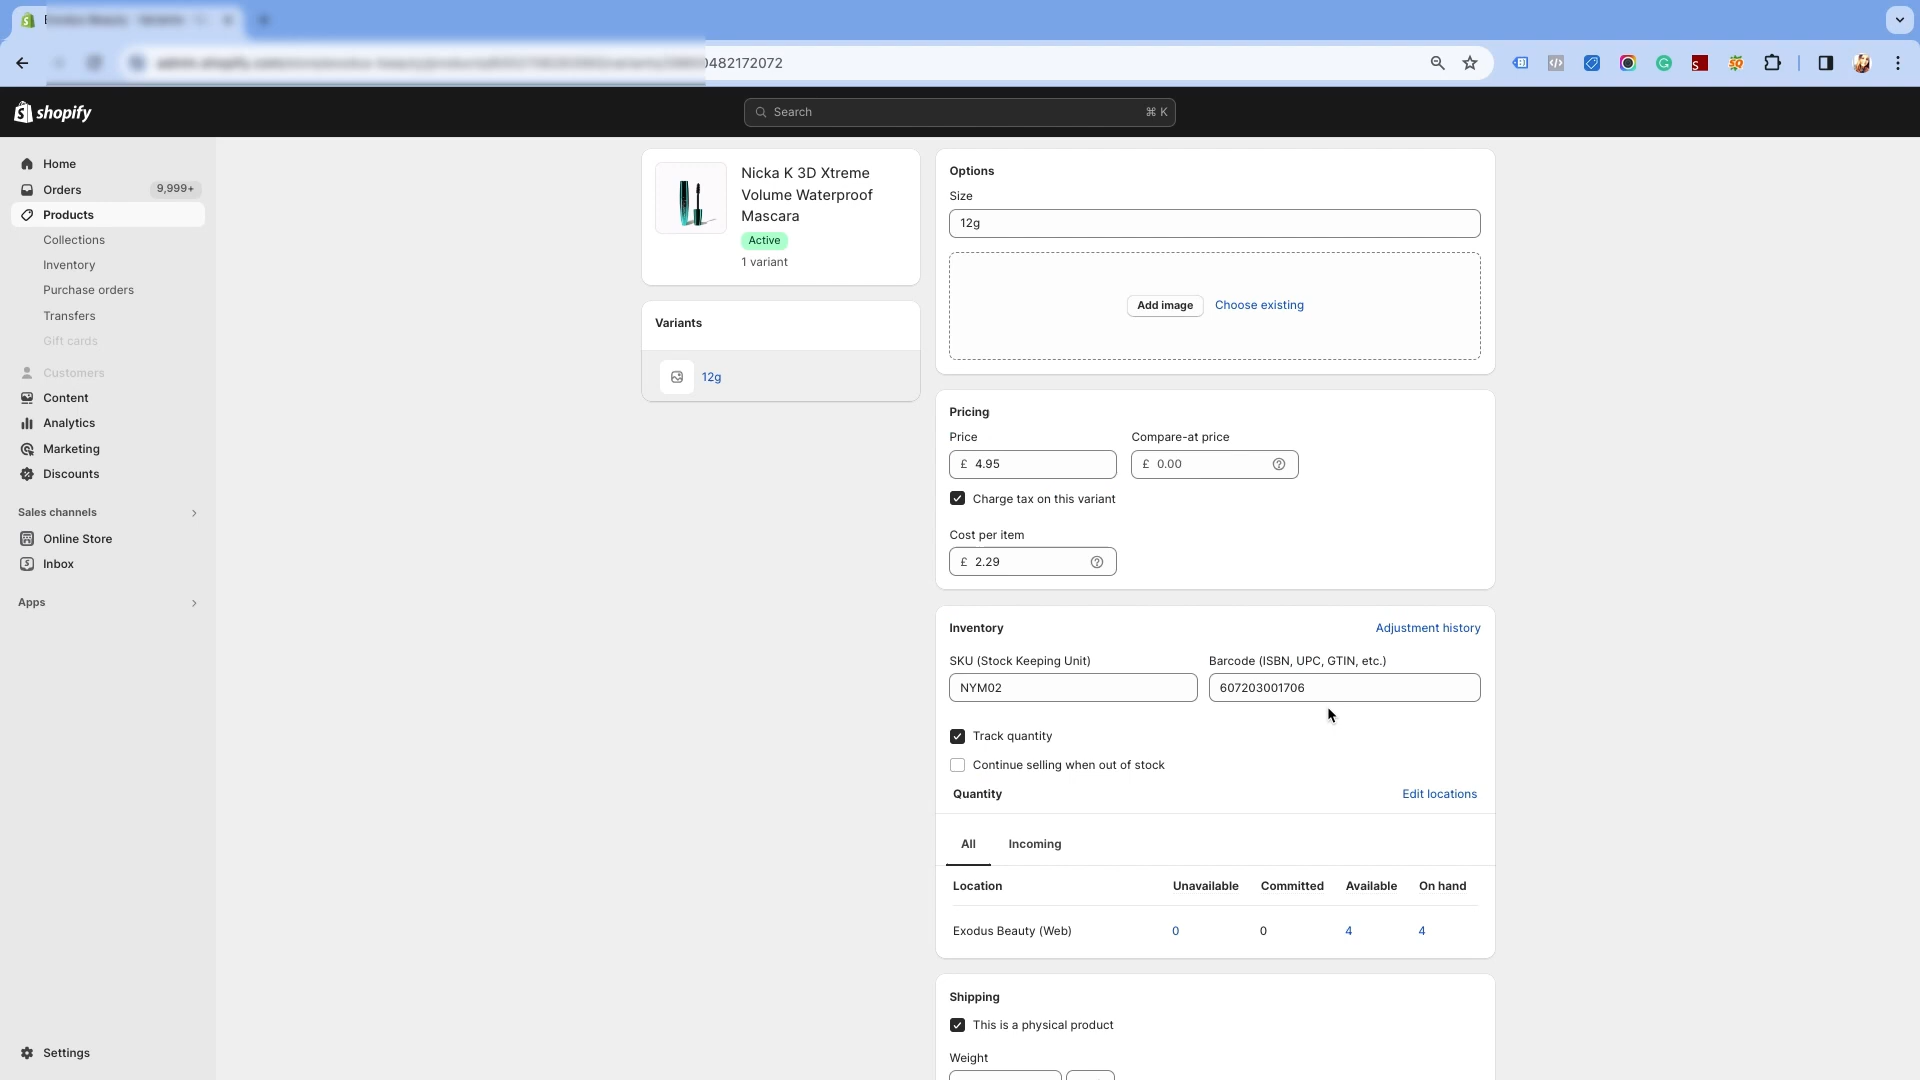 0482172072
shopify
Search
⌘ K
Home
Orders
9,999+
Products
Collections
Inventory
Purchase orders
Transfers
Gift cards
Customers
Content
Analytics
Marketing
Discounts
Sales channels
Online Store
Inbox
Apps
Settings
Nicka K 3D Xtreme
Volume Waterproof
Mascara
Active
1 variant
Variants
12g
Options
Size
12g
Add image
Choose existing
Pricing
Price
Compare-at price
£ 4.95
£ 0.00
Charge tax on this variant
Cost per item
£ 2.29
Inventory
Adjustment history
SKU (Stock Keeping Unit)
Barcode (ISBN, UPC, GTIN, etc.)
NYM02
607203001706
Track quantity
Continue selling when out of stock
Quantity
Edit locations
All
Incoming
Location
Unavailable
Committed
Available
On hand
Exodus Beauty (Web)
0
0
4
4
Shipping
This is a physical product
Weight